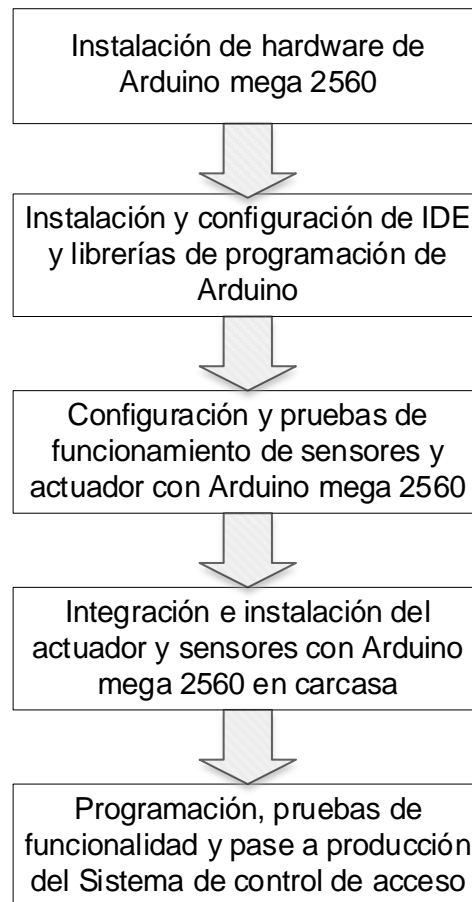 Instalación de hardware de
Arduino mega 2560
Instalación y configuración de IDE
y librerías de programación de
Arduino
Configuración y pruebas de
funcionamiento de sensores y
actuador con Arduino mega 2560
Integración e instalación del
actuador y sensores con Arduino
mega 2560 en carcasa
Programación, pruebas de
funcionalidad y pase a producción
del Sistema de control de acceso